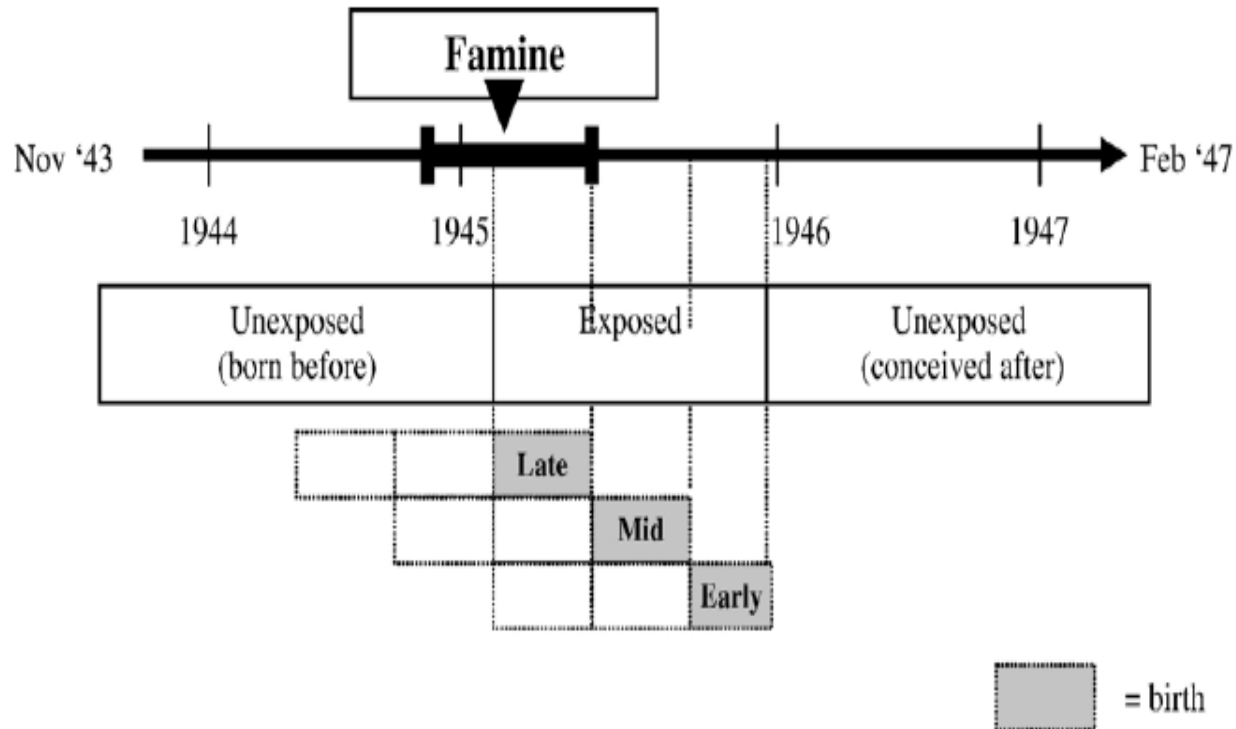 Famine
Nov ‘43
Feb ‘47
1944
1945
1946
1947
Unexposed
(born before)
Exposed
Unexposed
(conceived after)
Late
Mid
Early
= birth